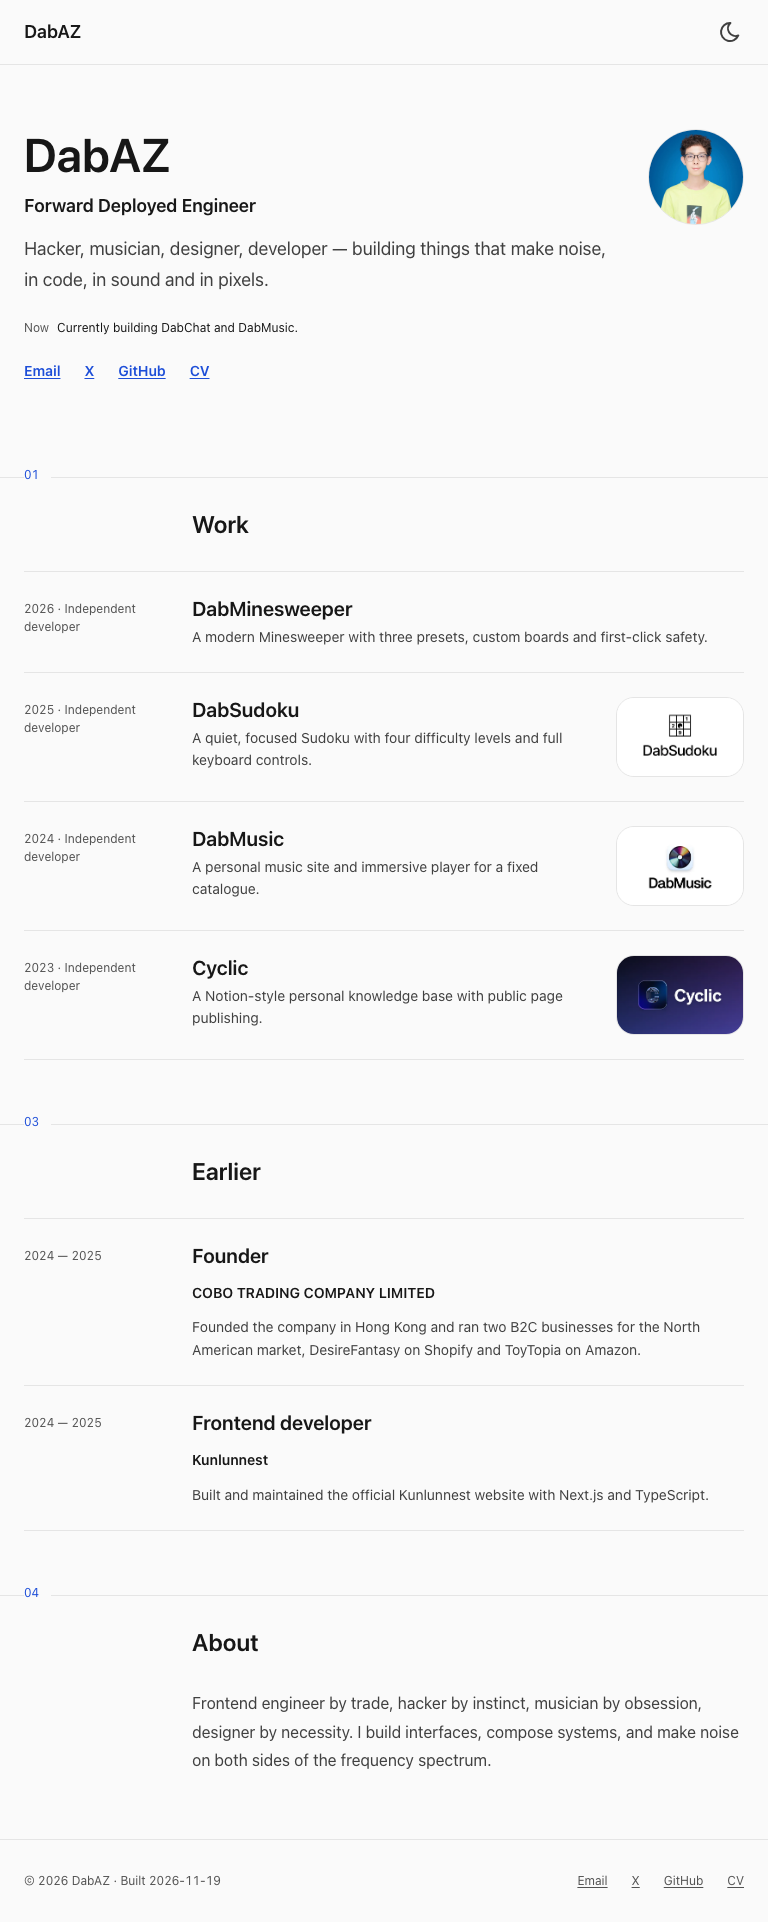 DabAZ
DabAZ
Forward Deployed Engineer
Hacker, musician, designer, developer — building things that make noise,
in code, in sound and in pixels.
Now Currently building DabChat and DabMusic.
Email X GitHub CV
01
Work
2026 · Independent
developer
DabMinesweeper
A modern Minesweeper with three presets, custom boards and first-click safety.
2025 · Independent
developer
DabSudoku
A quiet, focused Sudoku with four difficulty levels and full
keyboard controls.
DabSudoku
2024 · Independent
developer
DabMusic
A personal music site and immersive player for a fixed
catalogue.
DabMusic
2023 · Independent
developer
Cyclic
A Notion-style personal knowledge base with public page
publishing.
Cyclic
03
Earlier
2024 — 2025
Founder
COBO TRADING COMPANY LIMITED
Founded the company in Hong Kong and ran two B2C businesses for the North
American market, DesireFantasy on Shopify and ToyTopia on Amazon.
2024 — 2025
Frontend developer
Kunlunnest
Built and maintained the official Kunlunnest website with Next.js and TypeScript.
04
About
Frontend engineer by trade, hacker by instinct, musician by obsession,
designer by necessity. I build interfaces, compose systems, and make noise
on both sides of the frequency spectrum.
© 2026 DabAZ · Built 2026-11-19
Email X GitHub CV